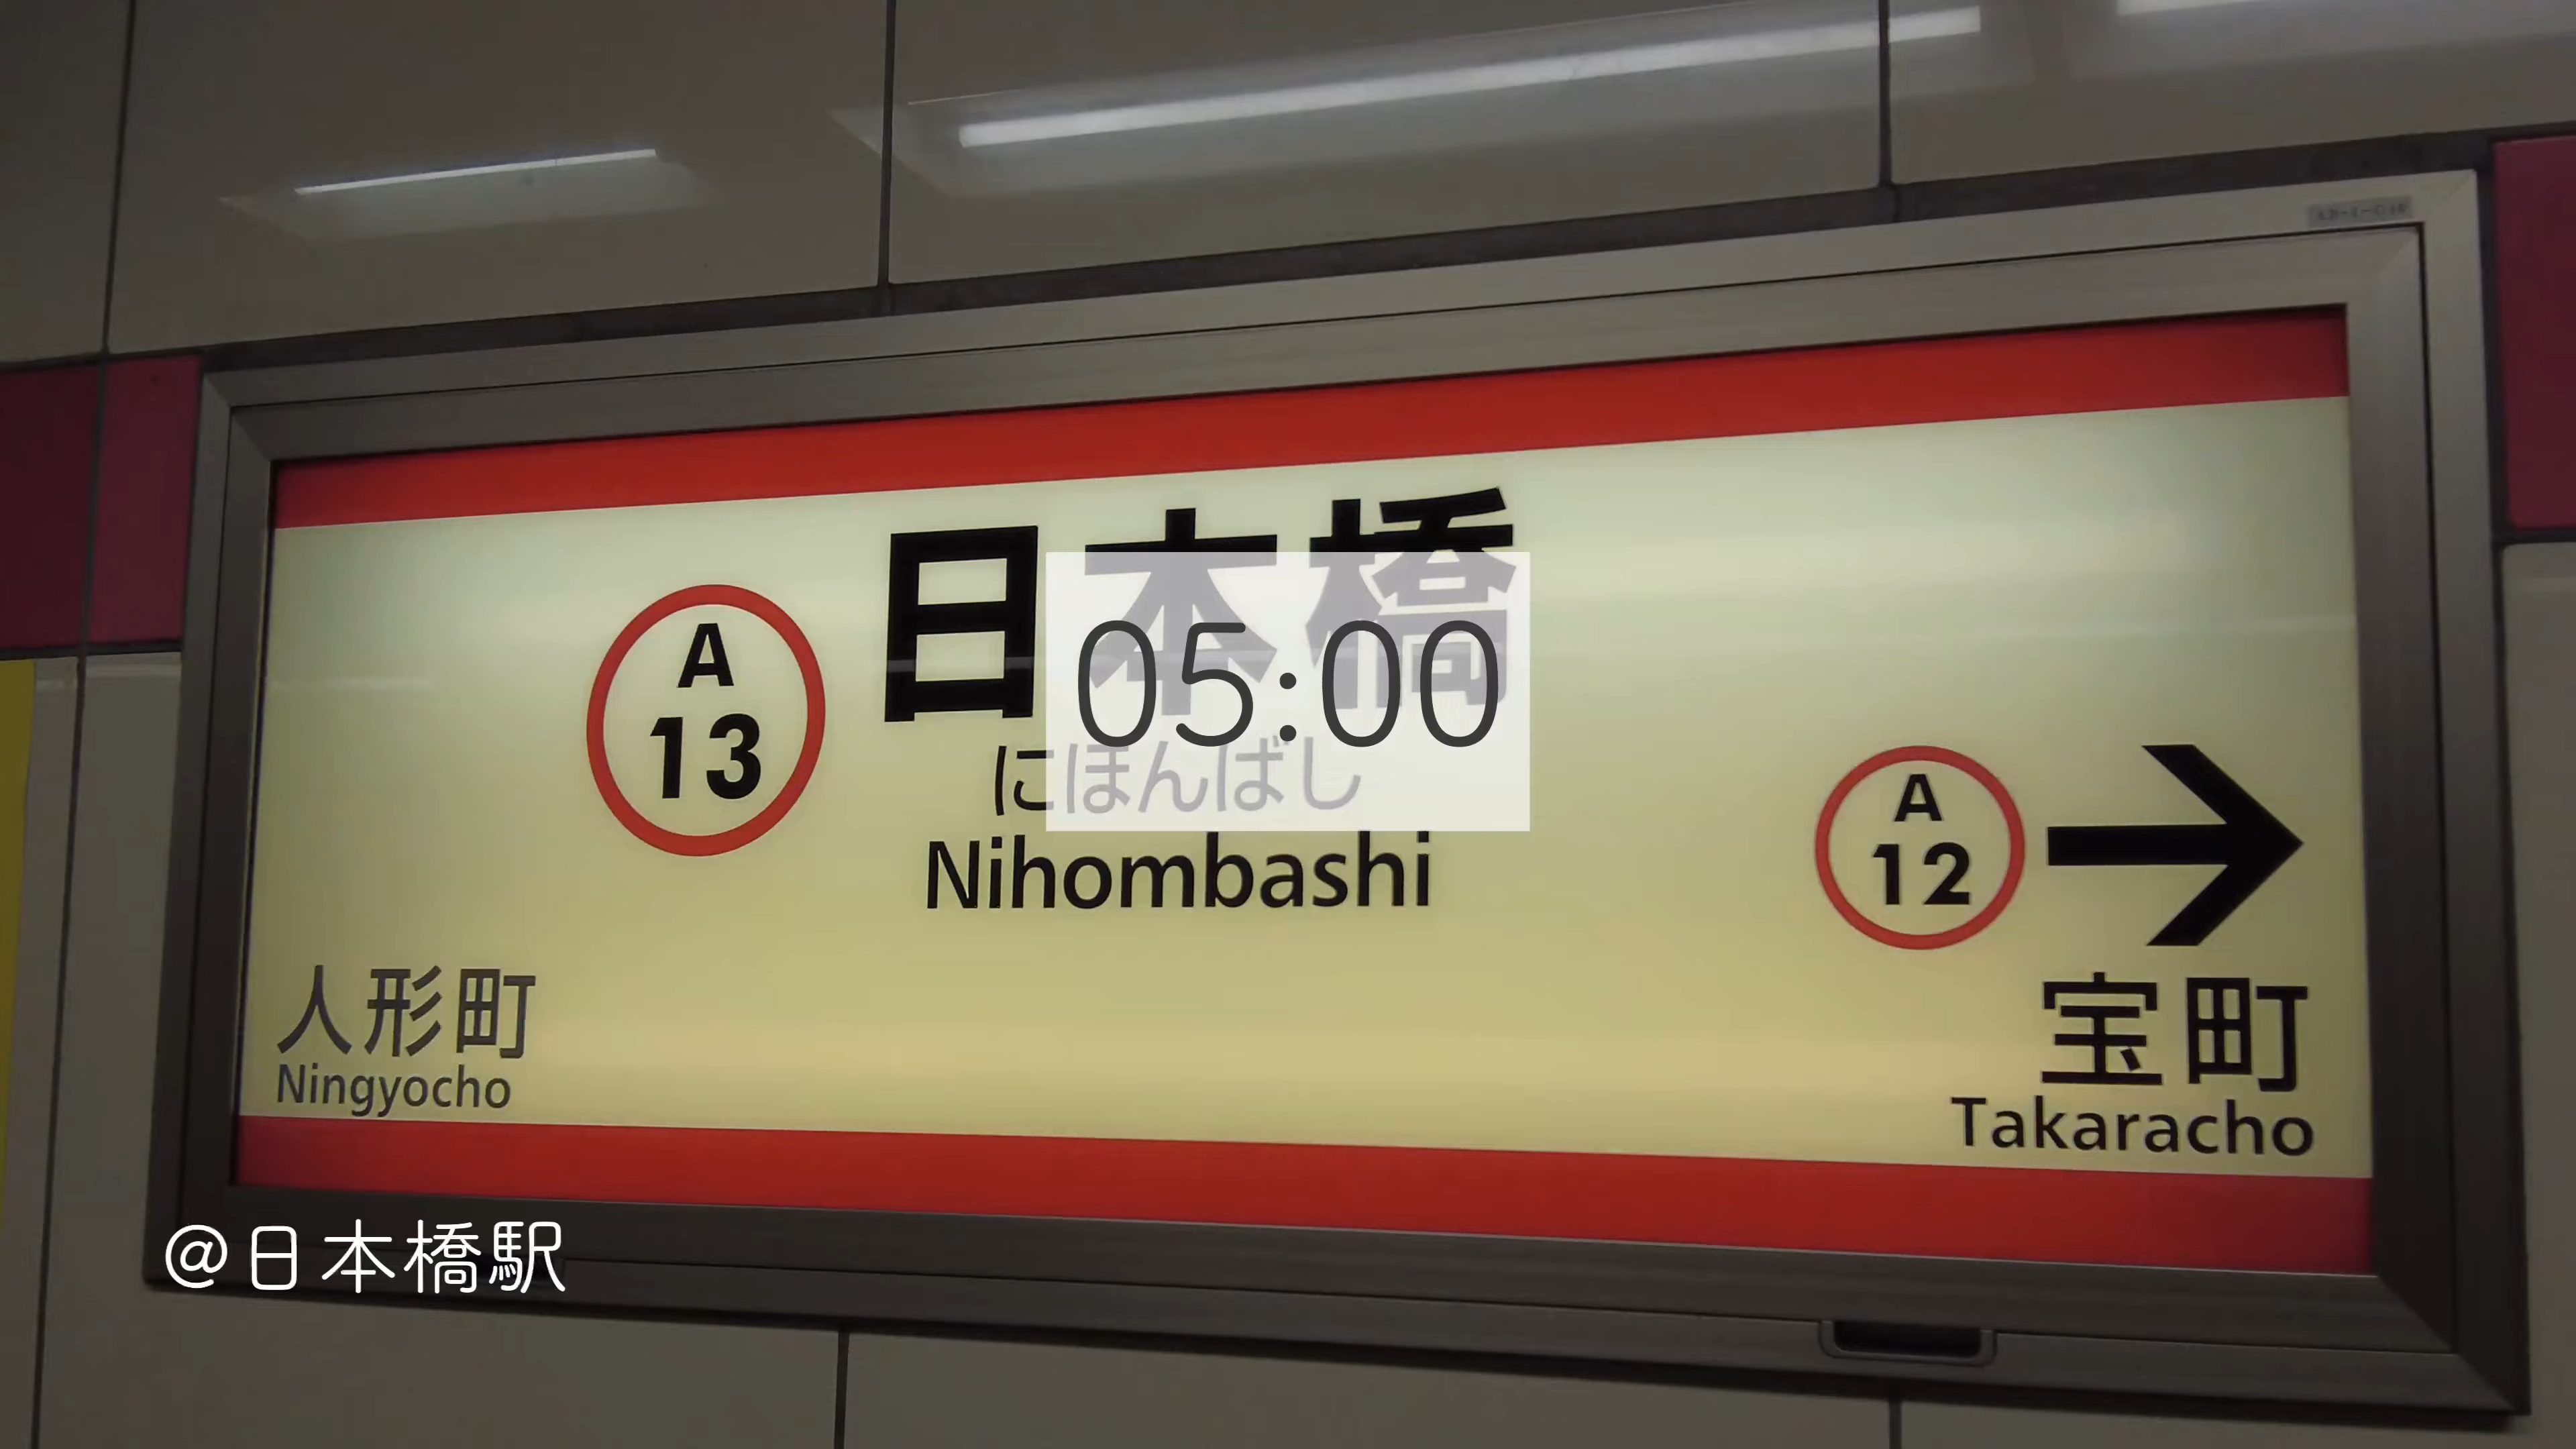 A
13
日本橋
05:00
にほんばし
Nihombashi
A
12
人形町
Ningyocho
宝町
Takaracho
@日本橋駅